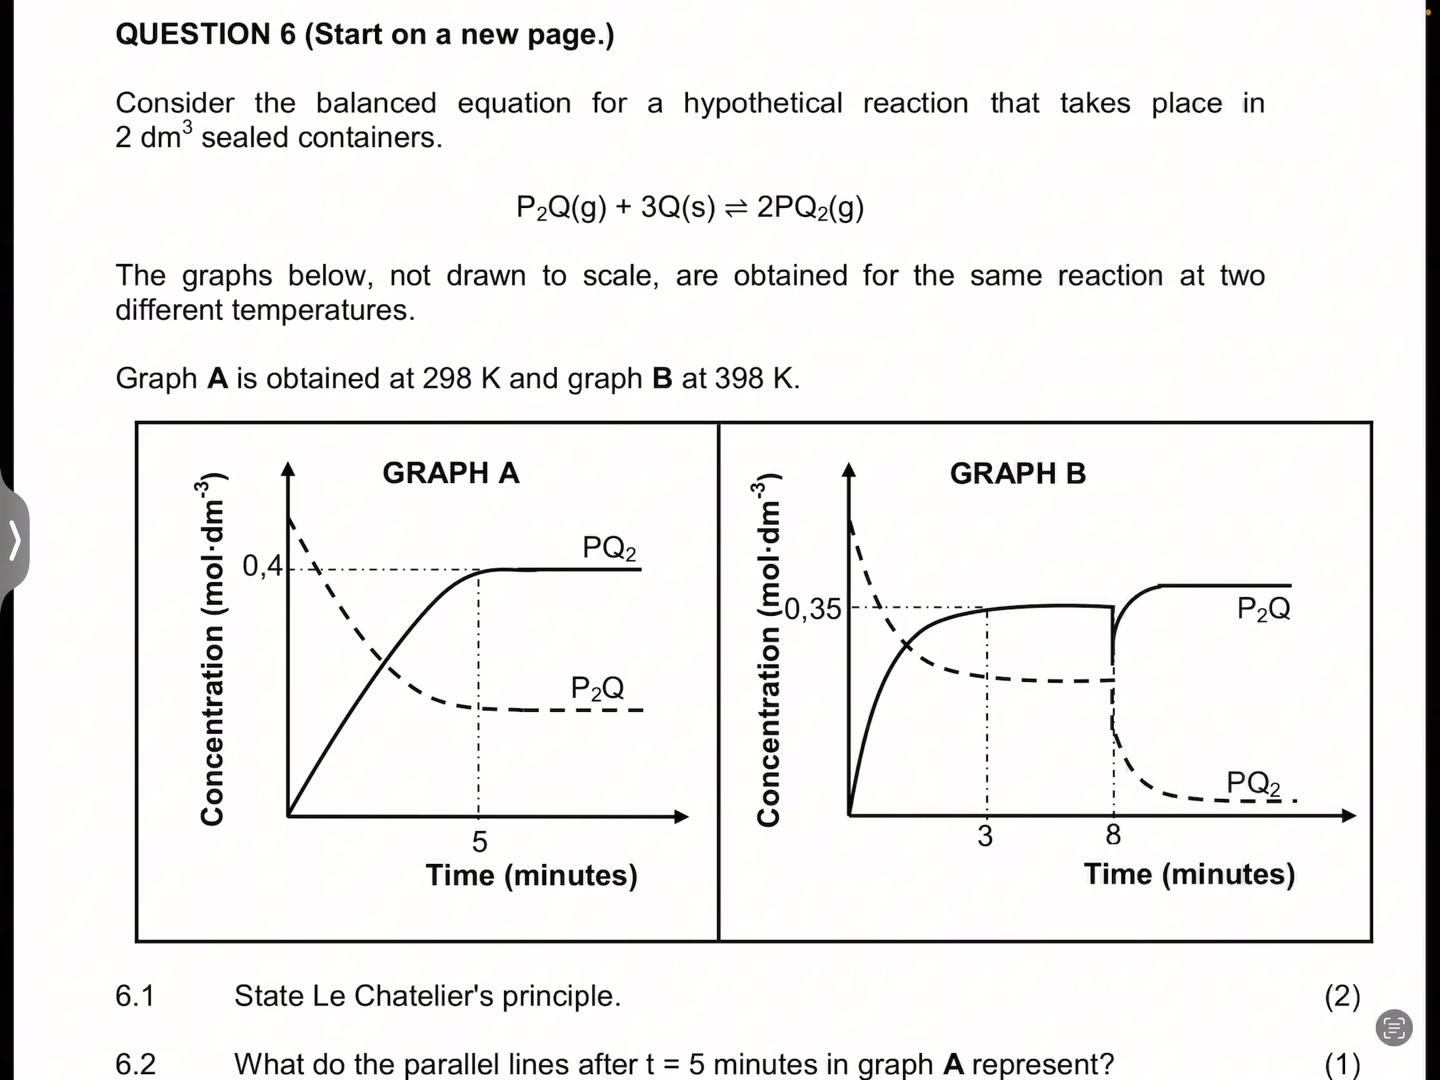 QUESTION 6 (Start on a new page.)
Consider the balanced equation for a hypothetical reaction that takes place in
2 dm³ sealed containers.
P₂Q(g) + 3Q(s) ⇌ 2PQ₂(g)
The graphs below, not drawn to scale, are obtained for the same reaction at two
different temperatures.
Graph A is obtained at 298 K and graph B at 398 K.
GRAPH A
Concentration (mol·dm⁻³)
0,4
PQ₂
P₂Q
5
Time (minutes)
GRAPH B
Concentration (mol·dm⁻³)
0,35
P₂Q
PQ₂
3
8
Time (minutes)
6.1 State Le Chatelier's principle. (2)
6.2 What do the parallel lines after t = 5 minutes in graph A represent? (1)